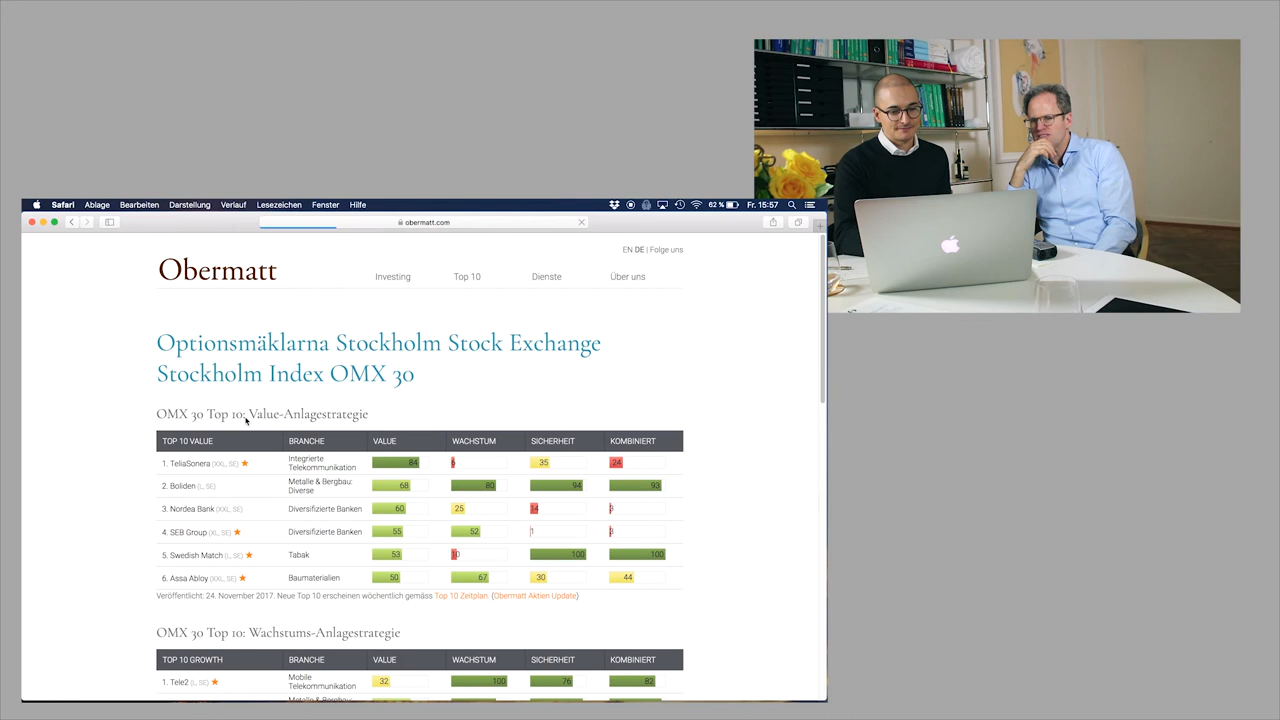 Safari Ablage Bearbeiten Darstellung Verlauf Lesezeichen Fenster Hilfe 62 % Fr. 15:57
obermatt.com
EN DE | Folge uns
Obermatt Investing Top 10 Dienste Über uns
Optionsmäklarna Stockholm Stock Exchange
Stockholm Index OMX 30
OMX 30 Top 10: Value-Anlagestrategie
TOP 10 VALUE BRANCHE VALUE WACHSTUM SICHERHEIT KOMBINIERT
1. TeliaSonera (XXL, SE) Integrierte Telekommunikation 84 6 35 24
2. Boliden (L, SE) Metalle & Bergbau: Diverse 68 80 94 93
3. Nordea Bank (XXL, SE) Diversifizierte Banken 60 25 14 3
4. SEB Group (XL, SE) Diversifizierte Banken 55 52 1 3
5. Swedish Match (L, SE) Tabak 53 10 100 100
6. Assa Abloy (XXL, SE) Baumaterialien 50 67 30 44
Veröffentlicht: 24. November 2017. Neue Top 10 erscheinen wöchentlich gemäss Top 10 Zeitplan. (Obermatt Aktien Update)
OMX 30 Top 10: Wachstums-Anlagestrategie
TOP 10 GROWTH BRANCHE VALUE WACHSTUM SICHERHEIT KOMBINIERT
1. Tele2 (L, SE) Mobile Telekommunikation 32 100 76 82